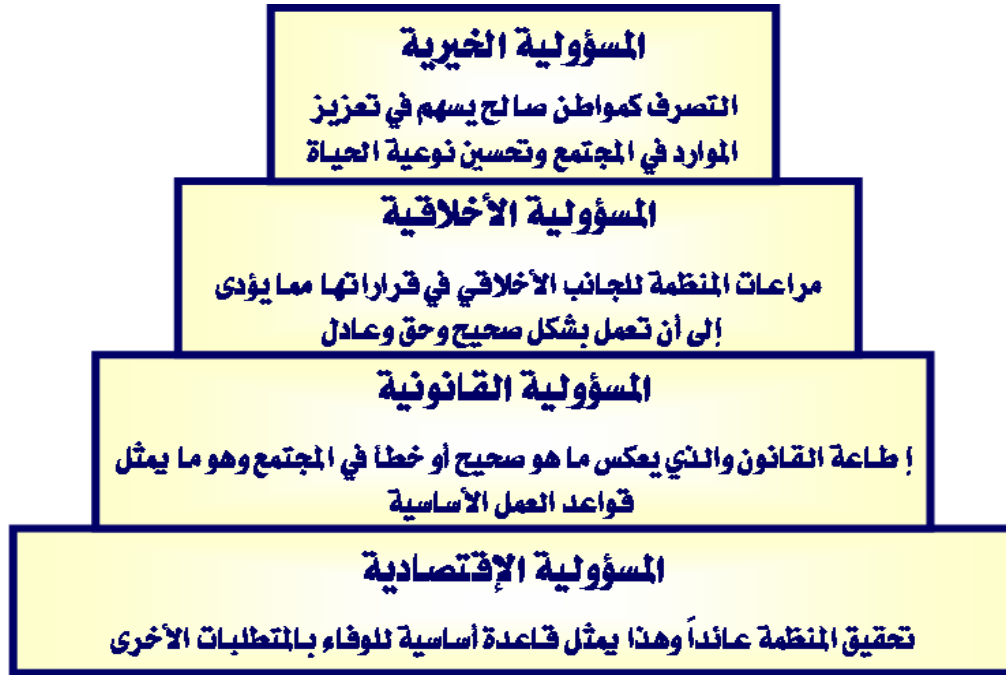 المسؤولية الخيرية
التصرف كمواطن صالح يسهم في تعزيز
الموارد في المجتمع وتحسين نوعية الحياة
المسؤولية الأخلاقية
مراعات المنظمة للجانب الأخلاقي في قراراتها مما يؤدى
إلى أن تعمل بشكل صحيح وحق وعادل
المسؤولية القانونية
إطاعة القانون والذي يعكس ما هو صحيح أو خطأ في المجتمع وهو ما يمثل
قواعد العمل الأساسية
المسؤولية الإقتصادية
تحقيق المنظمة عائداً وهذا يمثل قاعدة أساسية للوفاء بالمتطلبات الأخرى